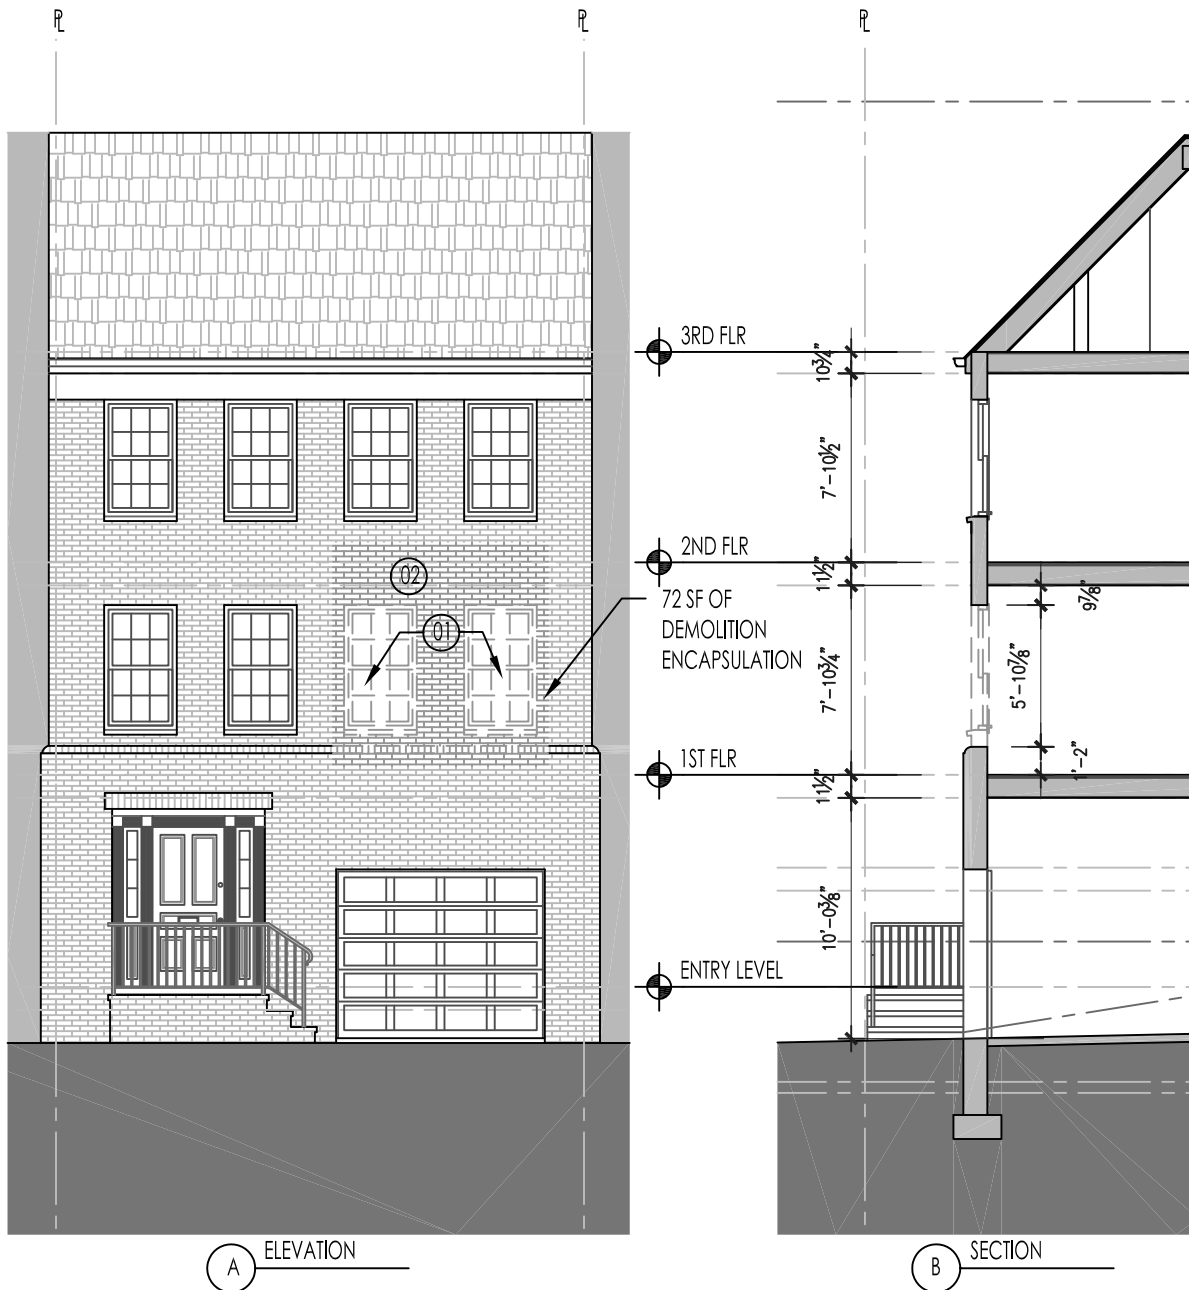 PL
PL
PL
3RD FLR
10¾"
7'-10½"
2ND FLR
11½"
02
9⅞"
72 SF OF
DEMOLITION
ENCAPSULATION
01
7'-10¾"
5'-10⅞"
1ST FLR
11½"
1'-2"
10'-0⅜"
ENTRY LEVEL
A ELEVATION
B SECTION